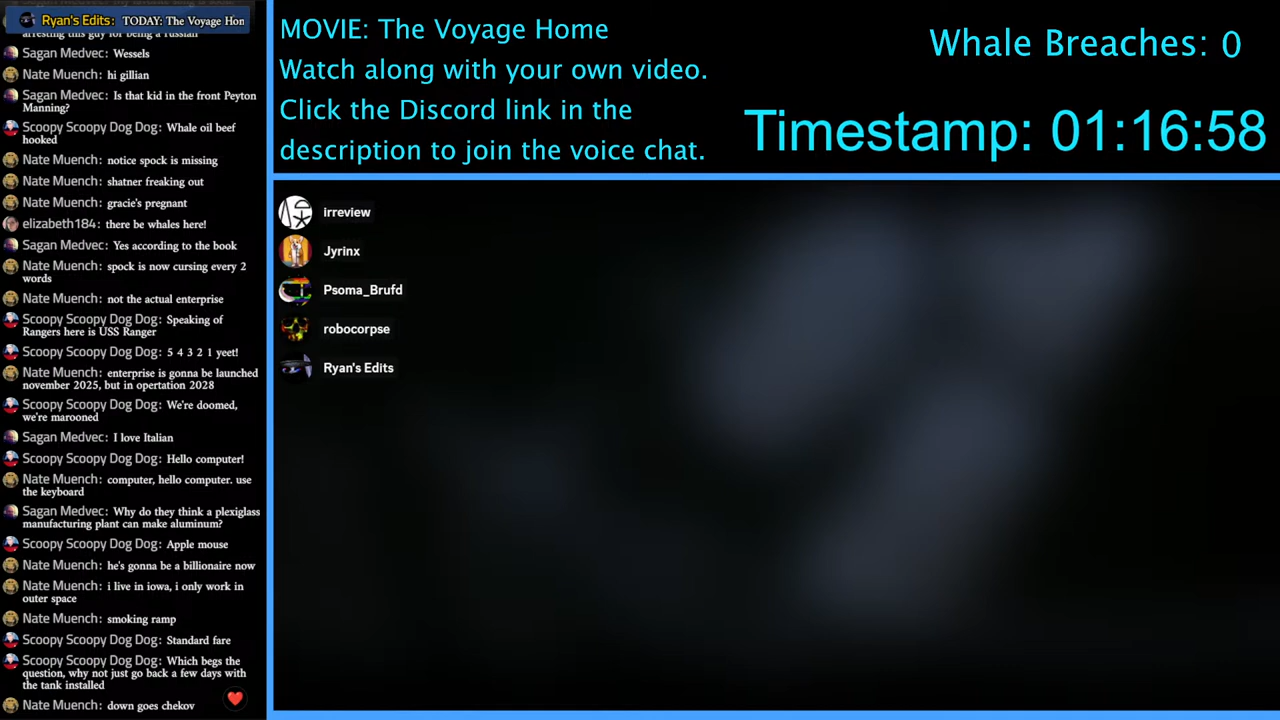 Ryan's Edits: TODAY: The Voyage Hon
arresting this guy for being a russian
Sagan Medvec: Wessels
Nate Muench: hi gillian
Sagan Medvec: Is that kid in the front Peyton
Manning?
Scoopy Scoopy Dog Dog: Whale oil beef
hooked
Nate Muench: notice spock is missing
Nate Muench: shatner freaking out
Nate Muench: gracie's pregnant
elizabeth184: there be whales here!
Sagan Medvec: Yes according to the book
Nate Muench: spock is now cursing every 2
words
Nate Muench: not the actual enterprise
Scoopy Scoopy Dog Dog: Speaking of
Rangers here is USS Ranger
Scoopy Scoopy Dog Dog: 5 4 3 2 1 yeet!
Nate Muench: enterprise is gonna be launched
november 2025, but in opertation 2028
Scoopy Scoopy Dog Dog: We're doomed,
we're marooned
Sagan Medvec: I love Italian
Scoopy Scoopy Dog Dog: Hello computer!
Nate Muench: computer, hello computer. use
the keyboard
Sagan Medvec: Why do they think a plexiglass
manufacturing plant can make aluminum?
Scoopy Scoopy Dog Dog: Apple mouse
Nate Muench: he's gonna be a billionaire now
Nate Muench: i live in iowa, i only work in
outer space
Nate Muench: smoking ramp
Scoopy Scoopy Dog Dog: Standard fare
Scoopy Scoopy Dog Dog: Which begs the
question, why not just go back a few days with
the tank installed
Nate Muench: down goes chekov
MOVIE: The Voyage Home
Watch along with your own video.
Click the Discord link in the
description to join the voice chat.
Whale Breaches: 0
Timestamp: 01:16:58
irreview
Jyrinx
Psoma_Brufd
robocorpse
Ryan's Edits